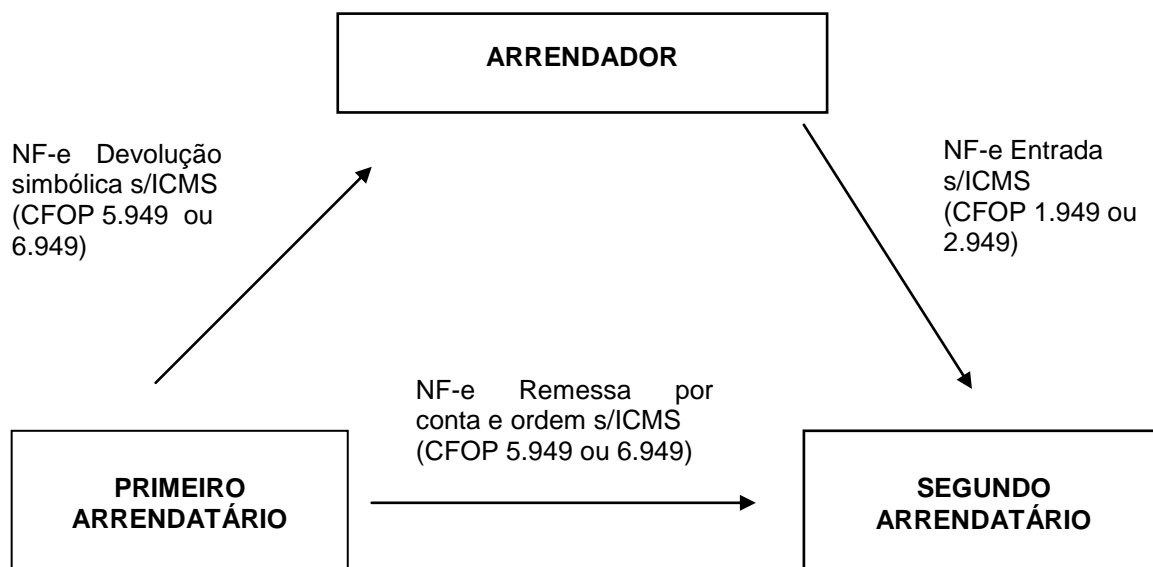 ARRENDADOR
NF-e Devolução
simbólica s/ICMS
(CFOP 5.949 ou
6.949)
NF-e Entrada
s/ICMS
(CFOP 1.949 ou
2.949)
NF-e Remessa por
conta e ordem s/ICMS
(CFOP 5.949 ou 6.949)
PRIMEIRO
ARRENDATÁRIO
SEGUNDO
ARRENDATÁRIO